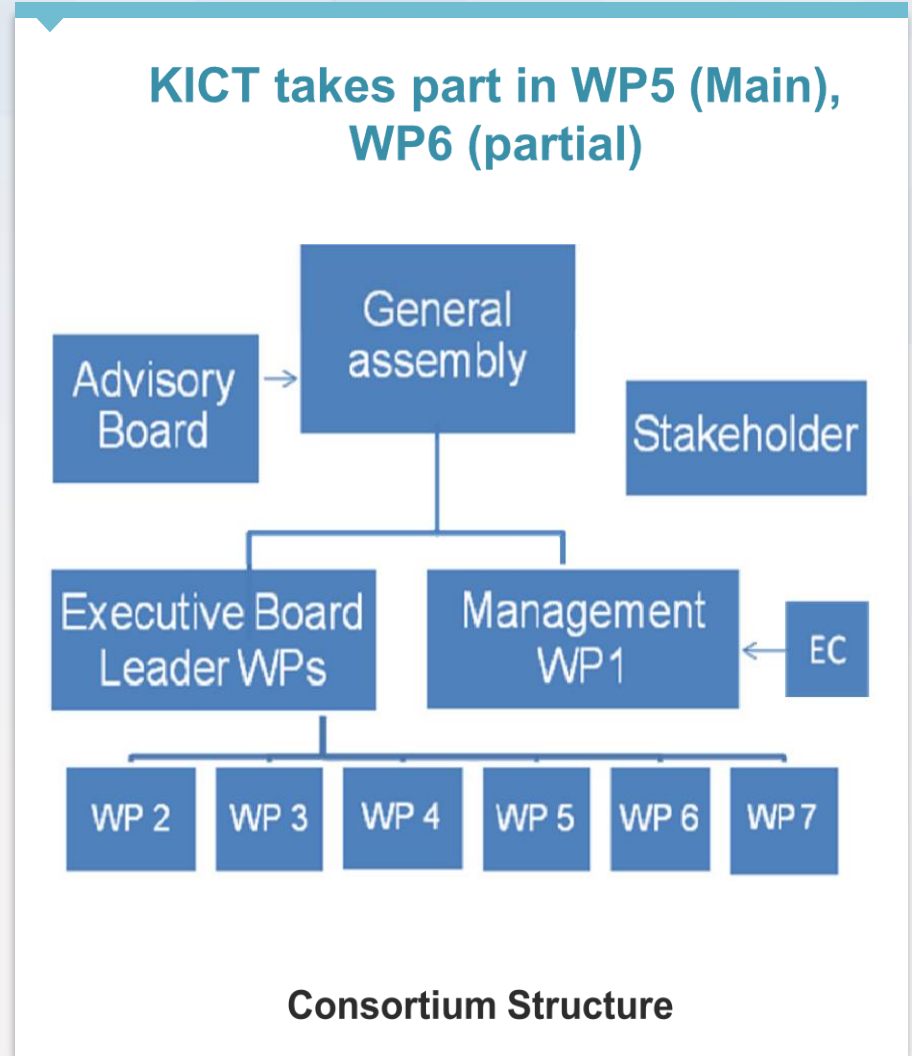 KICT takes part in WP5 (Main),
WP6 (partial)
General
assembly
Advisory
Board
Stakeholder
Executive Board
Leader WPs
Management
WP1
EC
WP 2
WP 3
WP 4
WP 5
WP 6
WP 7
Consortium Structure